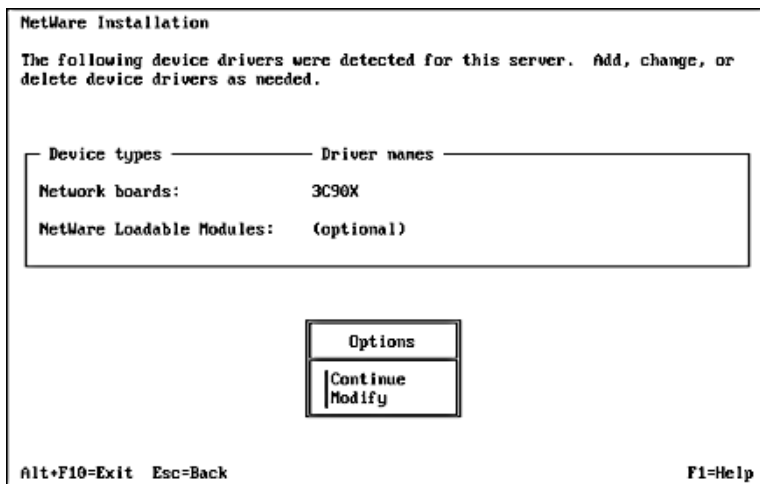 NetWare Installation
The following device drivers were detected for this server. Add, change, or
delete device drivers as needed.
Device types Driver names
Network boards: 3C90X
NetWare Loadable Modules: (optional)
Options
Continue
Modify
Alt+F10=Exit Esc=Back F1=Help